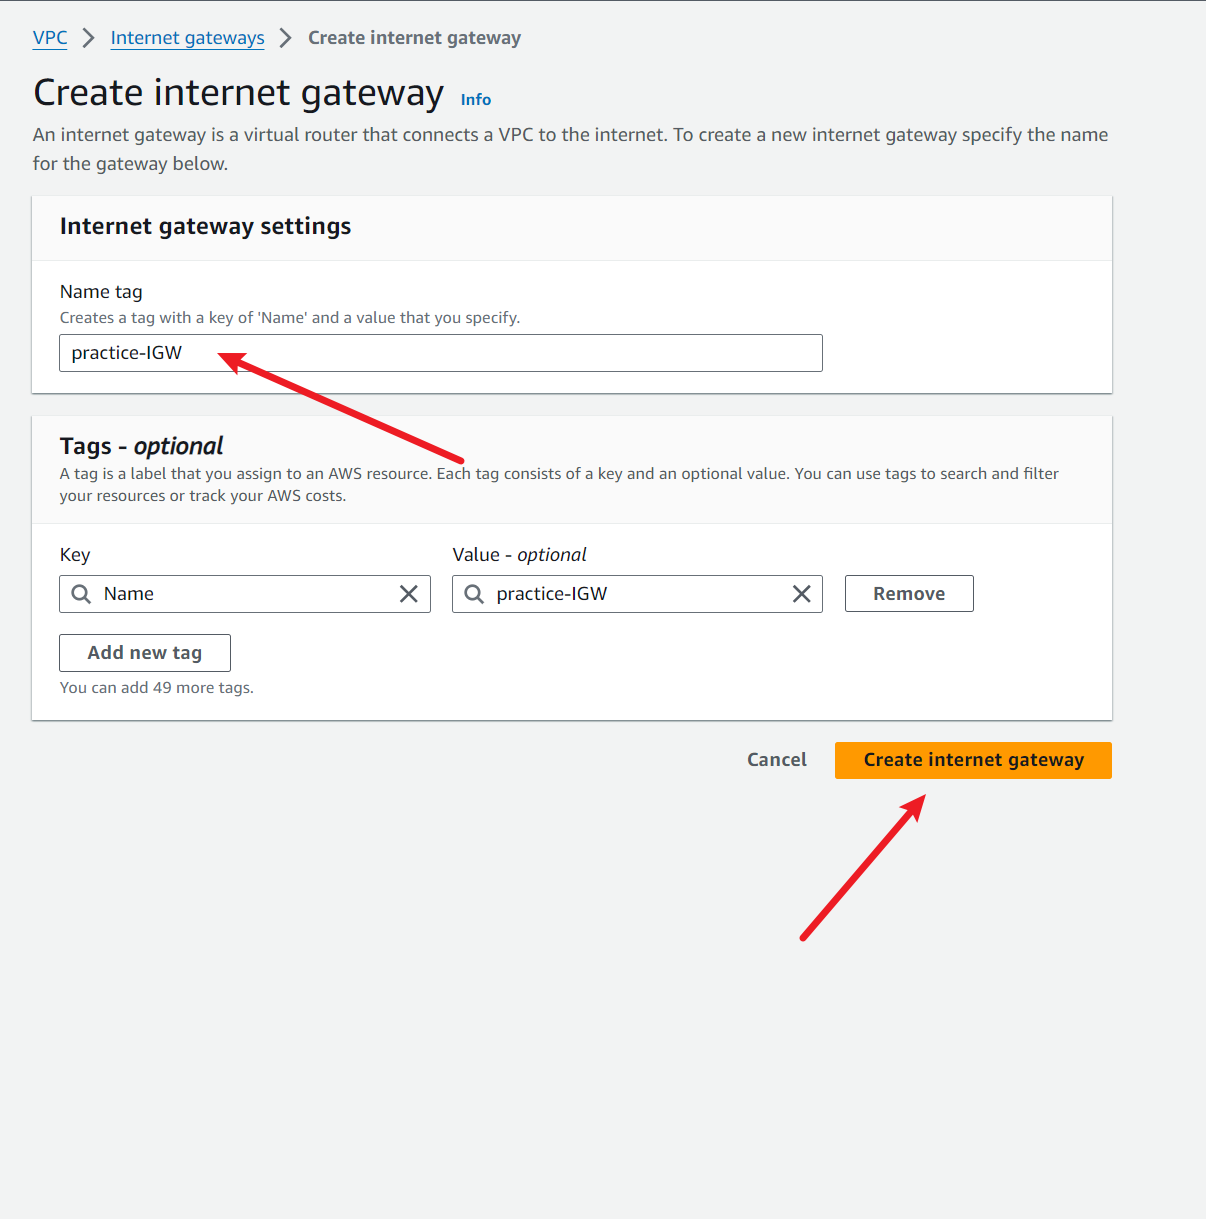 VPC > Internet gateways > Create internet gateway
Create internet gateway Info
An internet gateway is a virtual router that connects a VPC to the internet. To create a new internet gateway specify the name
for the gateway below.
Internet gateway settings
Name tag
Creates a tag with a key of 'Name' and a value that you specify.
practice-IGW
Tags - optional
A tag is a label that you assign to an AWS resource. Each tag consists of a key and an optional value. You can use tags to search and filter
your resources or track your AWS costs.
Key Value - optional
Name practice-IGW Remove
Add new tag
You can add 49 more tags.
Cancel Create internet gateway